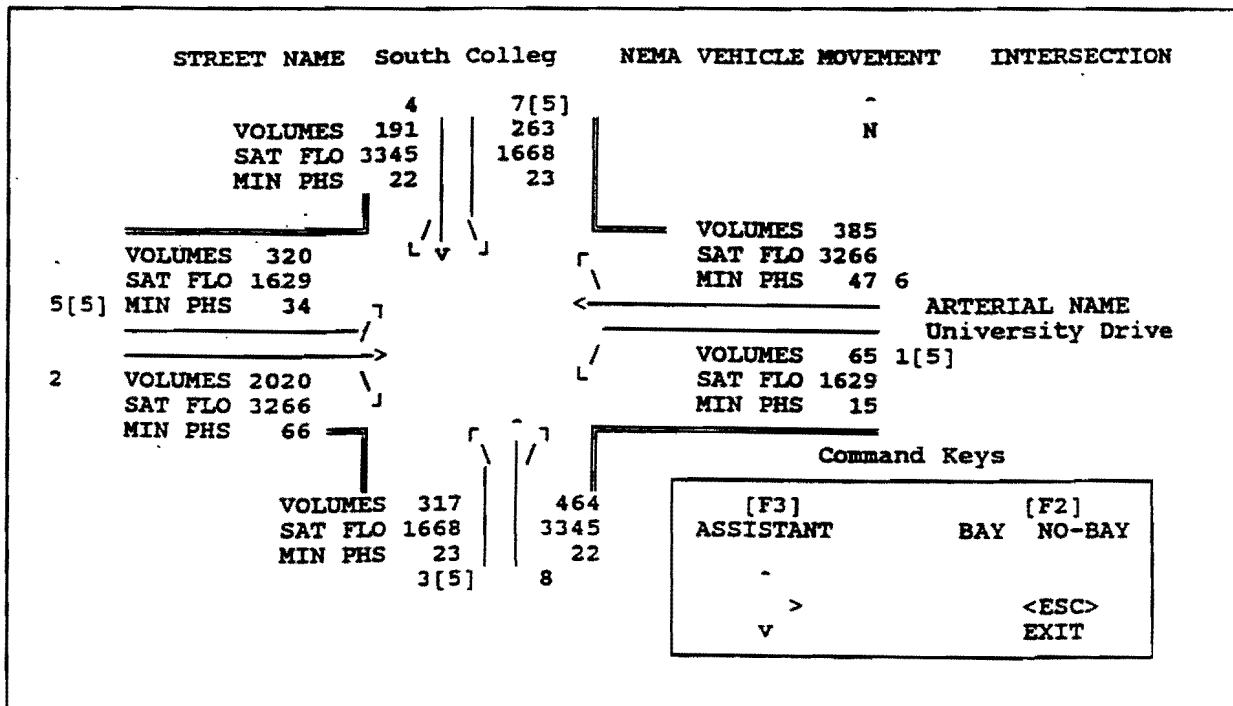 STREET NAME South Colleg NEMA VEHICLE MOVEMENT INTERSECTION
4 7[5] ^
VOLUMES 191 263 N
SAT FLO 3345 1668
MIN PHS 22 23
VOLUMES 385
v
VOLUMES 320 SAT FLO 3266
SAT FLO 1629 MIN PHS 47 6
5[5] MIN PHS 34 < ARTERIAL NAME
University Drive
> VOLUMES 65 1[5]
2 VOLUMES 2020 SAT FLO 1629
SAT FLO 3266 MIN PHS 15
MIN PHS 66 ^
Command Keys
VOLUMES 317 464 [F3] [F2]
SAT FLO 1668 3345 ASSISTANT BAY NO-BAY
MIN PHS 23 22
3[5] 8 ^
> <ESC>
v EXIT